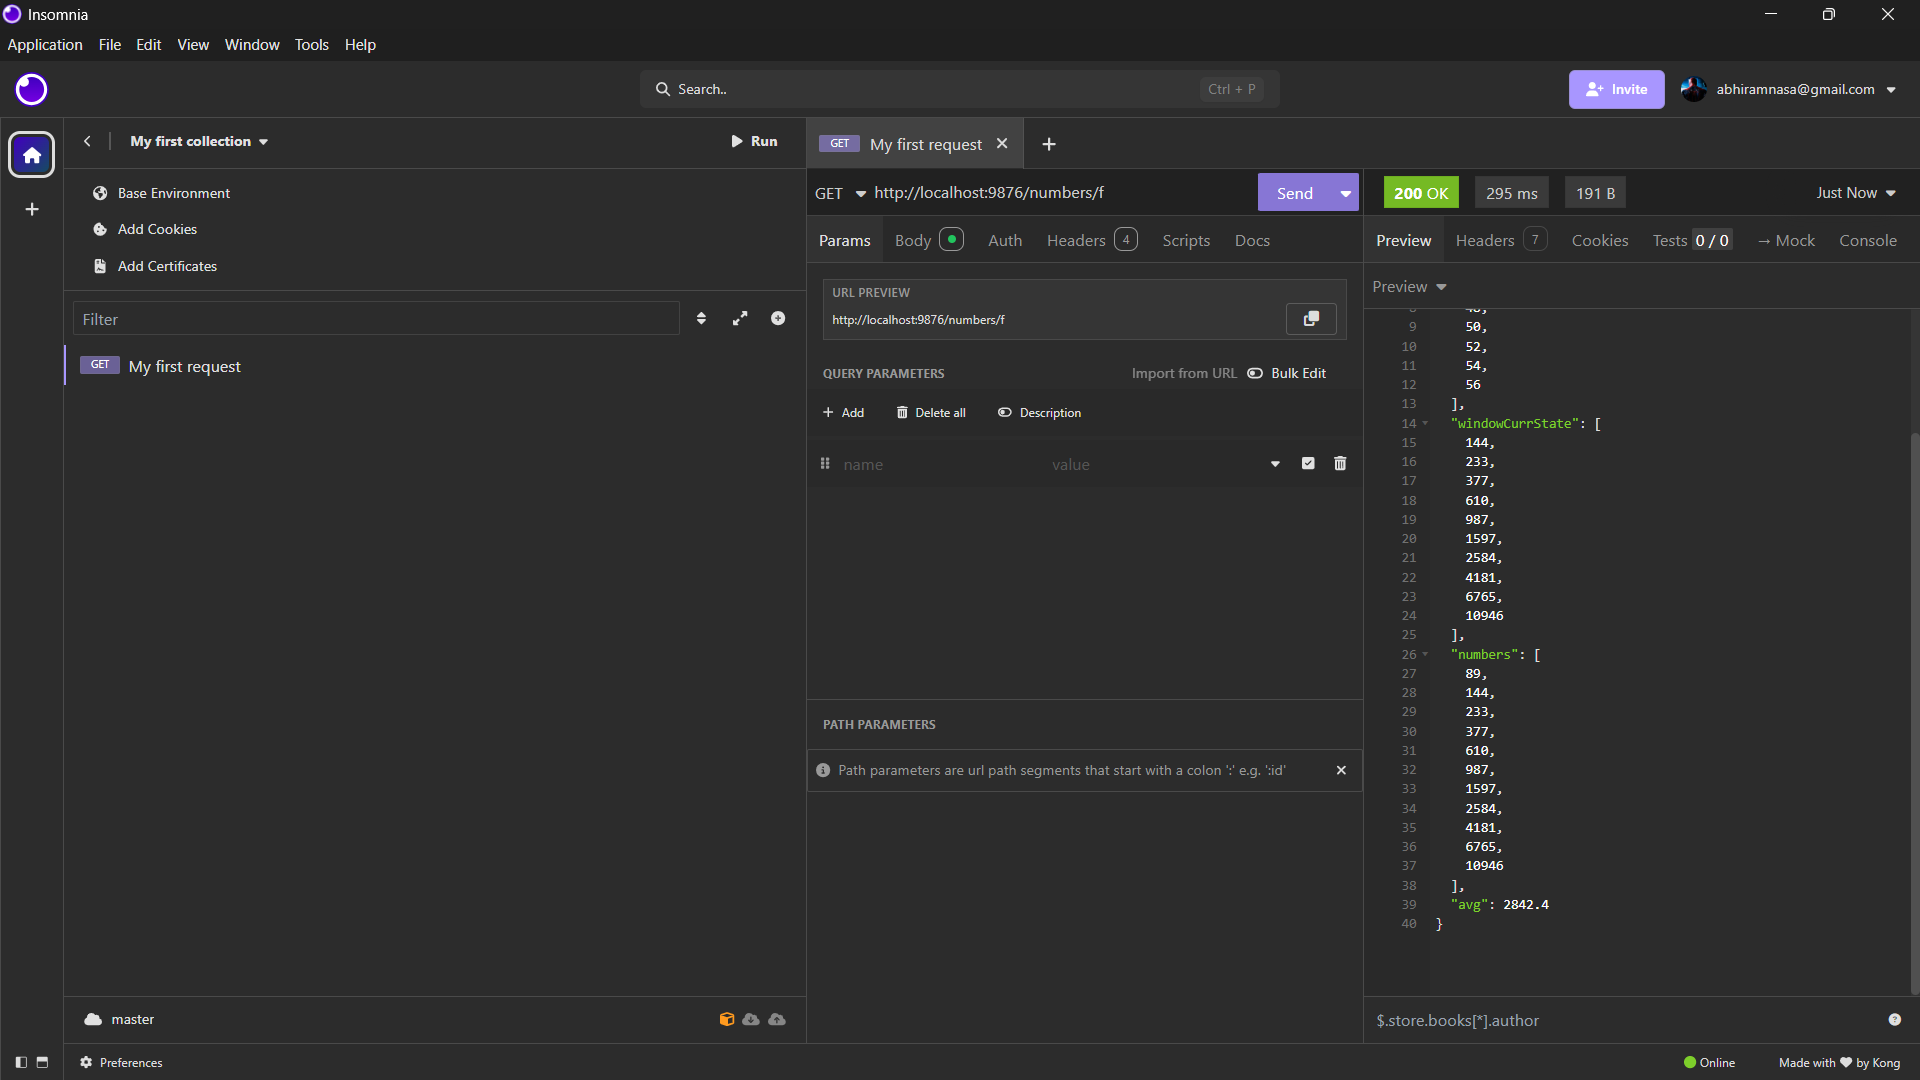 Insomnia
Application File Edit View Window Tools Help
Search.. Ctrl + P
Invite
abhiramnasa@gmail.com
My first collection
Run
Base Environment
Add Cookies
Add Certificates
Filter
GET My first request
master
Preferences
GET My first request
GET http://localhost:9876/numbers/f
Send
Params Body Auth Headers 4 Scripts Docs
URL PREVIEW
http://localhost:9876/numbers/f
QUERY PARAMETERS Import from URL Bulk Edit
Add Delete all Description
name value
PATH PARAMETERS
Path parameters are url path segments that start with a colon ':' e.g. ':id'
200 OK 295 ms 191 B Just Now
Preview Headers 7 Cookies Tests 0 / 0 → Mock Console
Preview
9 50,
10 52,
11 54,
12 56
13 ],
14 "windowCurrState": [
15 144,
16 233,
17 377,
18 610,
19 987,
20 1597,
21 2584,
22 4181,
23 6765,
24 10946
25 ],
26 "numbers": [
27 89,
28 144,
29 233,
30 377,
31 610,
32 987,
33 1597,
34 2584,
35 4181,
36 6765,
37 10946
38 ],
39 "avg": 2842.4
40 }
$.store.books[*].author
Online
Made with ♥ by Kong